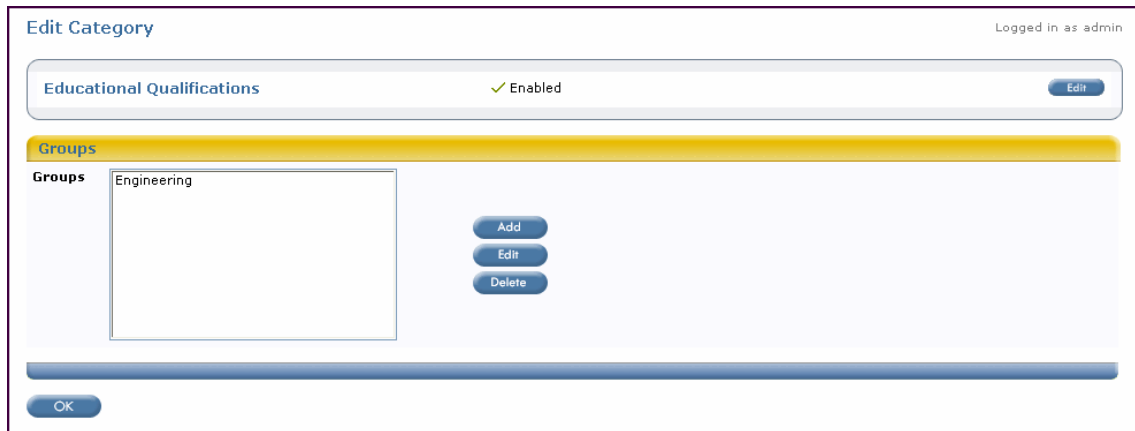 Edit Category
Logged in as admin
Educational Qualifications
Enabled
Edit
Groups
Groups
Engineering
Add
Edit
Delete
OK